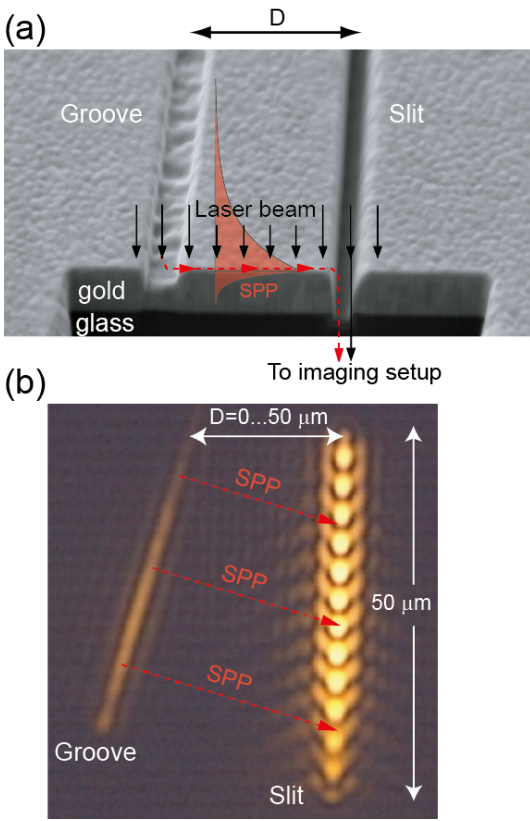 (a)
D
Groove
Slit
Laser beam
SPP
gold
glass
To imaging setup
(b)
D=0...50 μm
SPP
SPP
50 μm
SPP
Groove
Slit